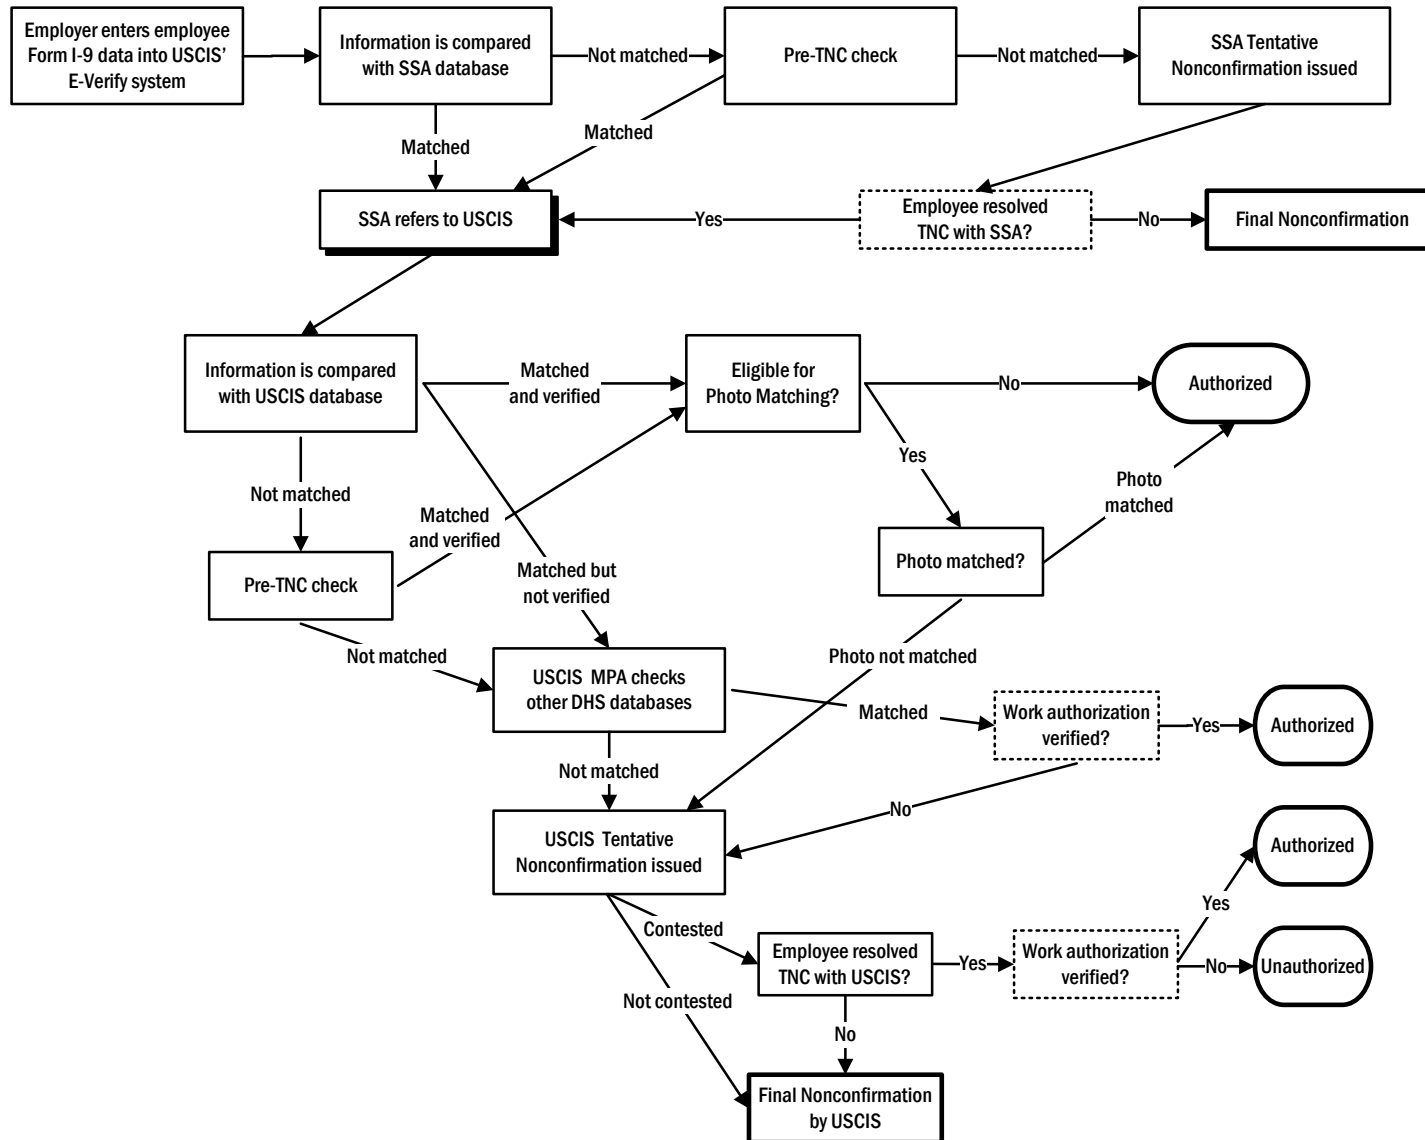 Employer enters employee
Form I-9 data into USCIS’
E-Verify system
Information is compared
with SSA database
Not matched
Pre-TNC check
Not matched
SSA Tentative
Nonconfirmation issued
Matched
Matched
SSA refers to USCIS
Yes
Employee resolved
TNC with SSA?
No
Final Nonconfirmation
Information is compared
with USCIS database
Matched
and verified
Eligible for
Photo Matching?
No
Authorized
Not matched
Matched
and verified
Yes
Photo
matched
Pre-TNC check
Matched but
not verified
Photo matched?
Not matched
USCIS MPA checks
other DHS databases
Photo not matched
Matched
Work authorization
verified?
Yes
Authorized
Not matched
No
USCIS Tentative
Nonconfirmation issued
Authorized
Contested
Not contested
Employee resolved
TNC with USCIS?
Yes
Work authorization
verified?
Yes
No
Unauthorized
No
Final Nonconfirmation
by USCIS